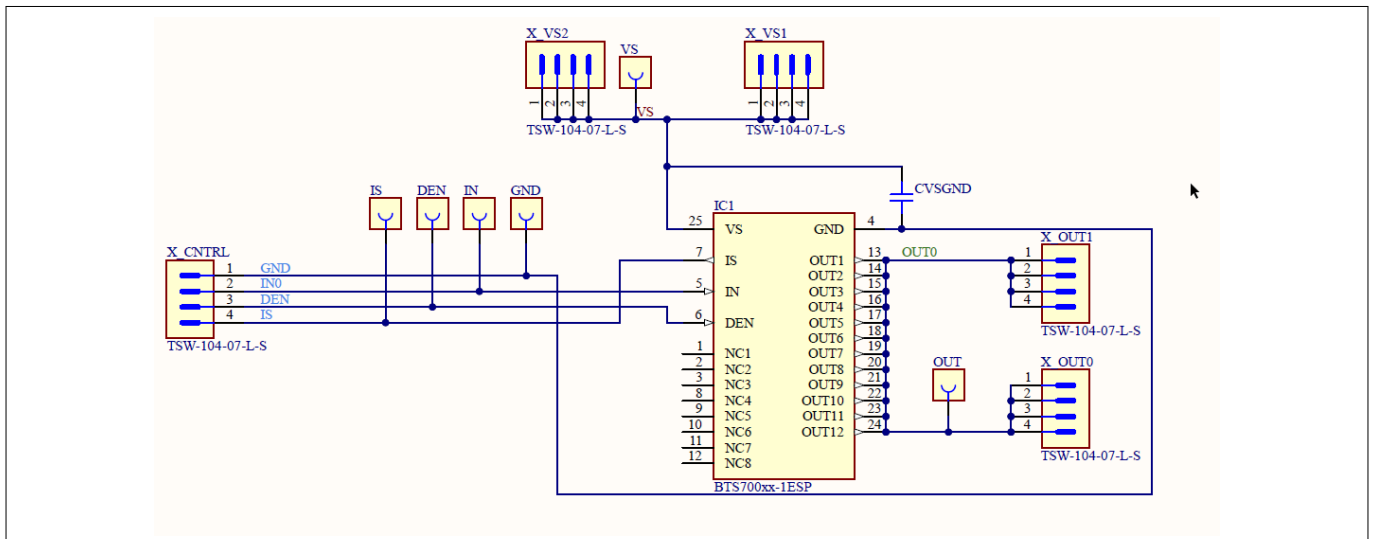 X_VS2
VS
X_VS1
1 2 3 4
VS
1 2 3 4
TSW-104-07-L-S
TSW-104-07-L-S
IS
DEN
IN
GND
CVSGND
IC1
25
VS
GND
4
X_CNTRL
7
IS
1
GND
2
IN0
3
DEN
4
IS
TSW-104-07-L-S
5
IN
6
DEN
1
NC1
2
NC2
3
NC3
8
NC4
9
NC5
10
NC6
11
NC7
12
NC8
OUT1
13
OUT0
OUT2
14
OUT3
15
OUT4
16
OUT5
17
OUT6
18
OUT7
19
OUT8
20
OUT9
21
OUT10
22
OUT11
23
OUT12
24
BTS700xx-1ESP
X_OUT1
1
2
3
4
TSW-104-07-L-S
OUT
X_OUT0
1
2
3
4
TSW-104-07-L-S